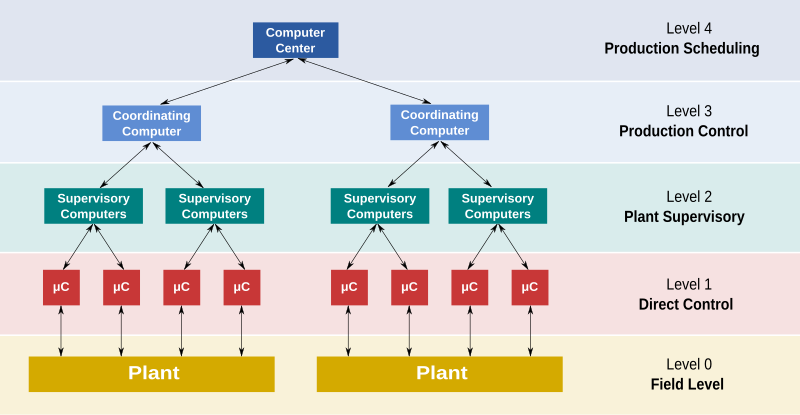 Computer
Center
Level 4
Production Scheduling
Coordinating
Computer
Coordinating
Computer
Level 3
Production Control
Supervisory
Computers
Supervisory
Computers
Supervisory
Computers
Supervisory
Computers
Level 2
Plant Supervisory
µC
µC
µC
µC
µC
µC
µC
µC
Level 1
Direct Control
Plant
Plant
Level 0
Field Level